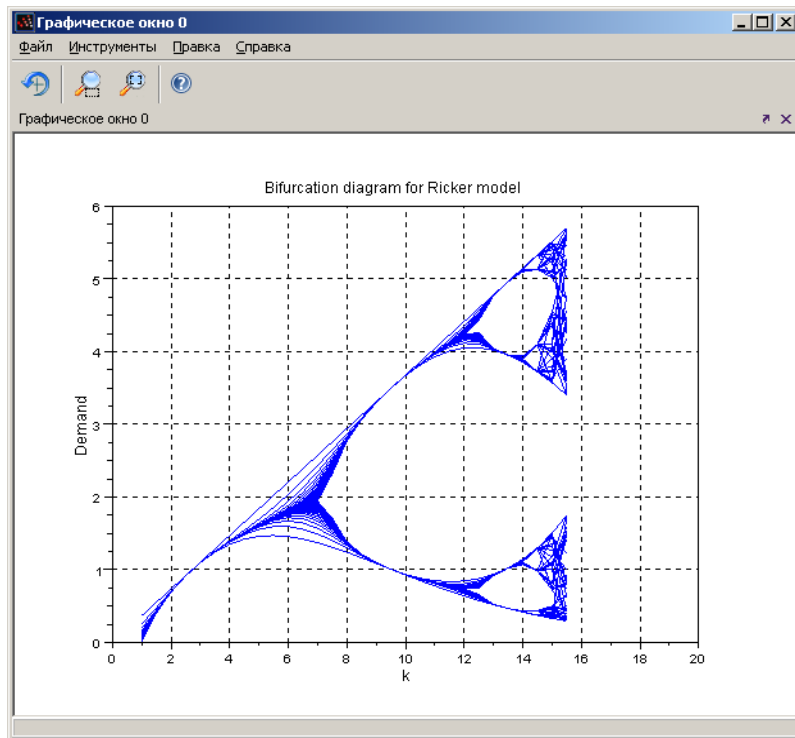 Графическое окно 0
Файл Инструменты Правка Справка
Графическое окно 0
Bifurcation diagram for Ricker model
6
5
4
3
2
1
0
Demand
0 2 4 6 8 10 12 14 16 18 20
k